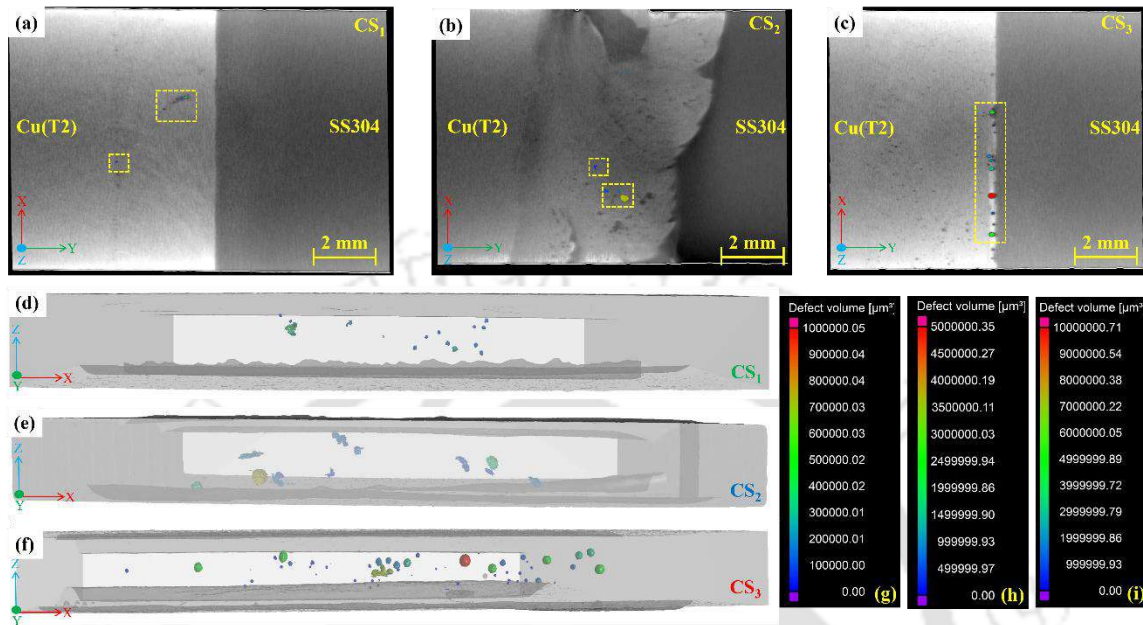 (a)
CS1
Cu(T2)
SS304
X
Z
Y
2 mm
(b)
CS2
Cu(T2)
SS304
X
Z
Y
2 mm
(c)
CS3
Cu(T2)
SS304
X
Z
Y
2 mm
(d)
Z
Y
X
CS1
(e)
Z
Y
X
CS2
(f)
Z
Y
X
CS3
Defect volume [µm³]
1000000.05
900000.04
800000.04
700000.03
600000.03
500000.02
400000.02
300000.01
200000.01
100000.00
0.00
(g)
Defect volume [µm³]
5000000.35
4500000.27
4000000.19
3500000.11
3000000.03
2499999.94
1999999.86
1499999.90
999999.93
499999.97
0.00
(h)
Defect volume [µm³]
10000000.71
9000000.54
8000000.38
7000000.22
6000000.05
4999999.89
3999999.72
2999999.79
1999999.86
999999.93
0.00
(i)